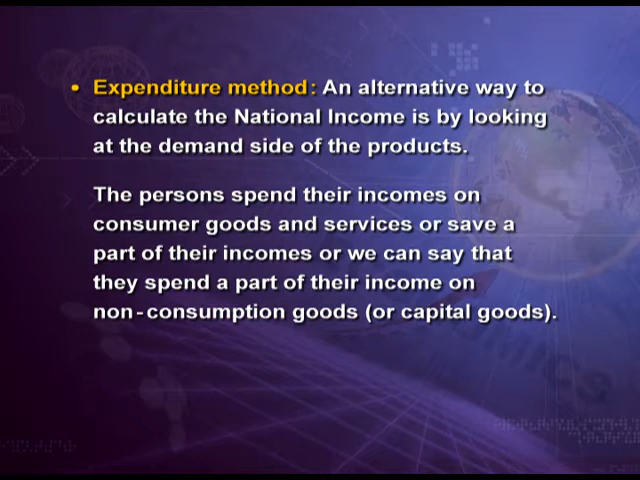 • Expenditure method: An alternative way to
calculate the National Income is by looking
at the demand side of the products.
The persons spend their incomes on
consumer goods and services or save a
part of their incomes or we can say that
they spend a part of their income on
non-consumption goods (or capital goods).